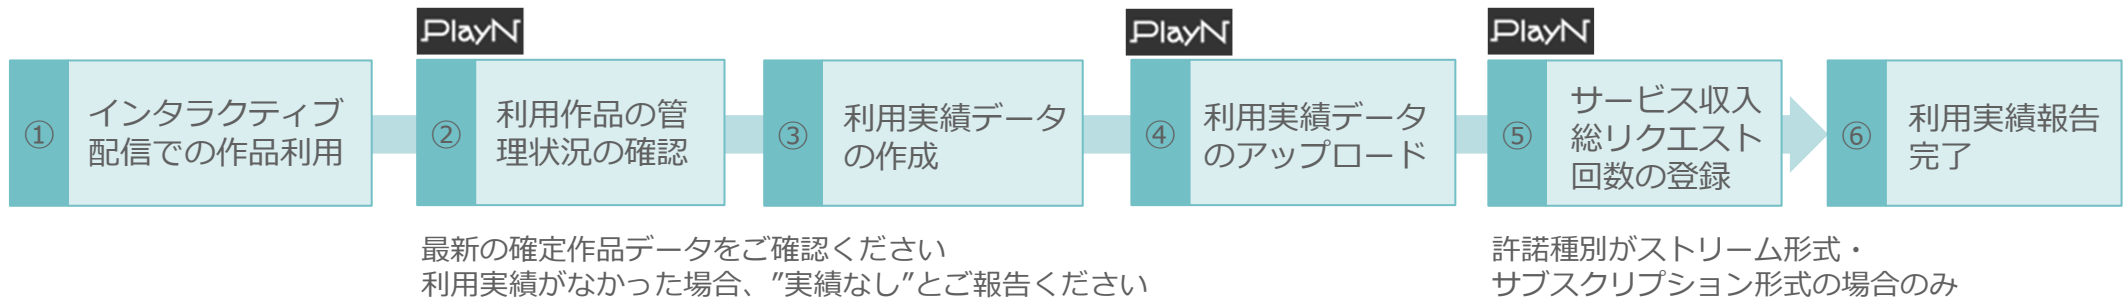 PlayN
PlayN
PlayN
①
インタラクティブ
配信での作品利用
②
利用作品の管
理状況の確認
③
利用実績データ
の作成
④
利用実績データ
のアップロード
⑤
サービス収入
総リクエスト
回数の登録
⑥
利用実績報告
完了
最新の確定作品データをご確認ください
利用実績がなかった場合、”実績なし”とご報告ください
許諾種別がストリーム形式・
サブスクリプション形式の場合のみ